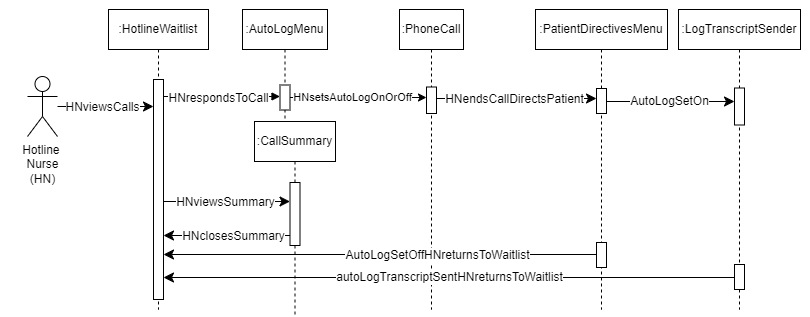 :HotlineWaitlist
:AutoLogMenu
:PhoneCall
:PatientDirectivesMenu
:LogTranscriptSender
HNviewsCalls
HNrespondsToCall
HNsetsAutoLogOnOrOff
HNendsCallDirectsPatient
AutoLogSetOn
Hotline
Nurse
(HN)
:CallSummary
HNviewsSummary
HNclosesSummary
AutoLogSetOffHNreturnsToWaitlist
autoLogTranscriptSentHNreturnsToWaitlist